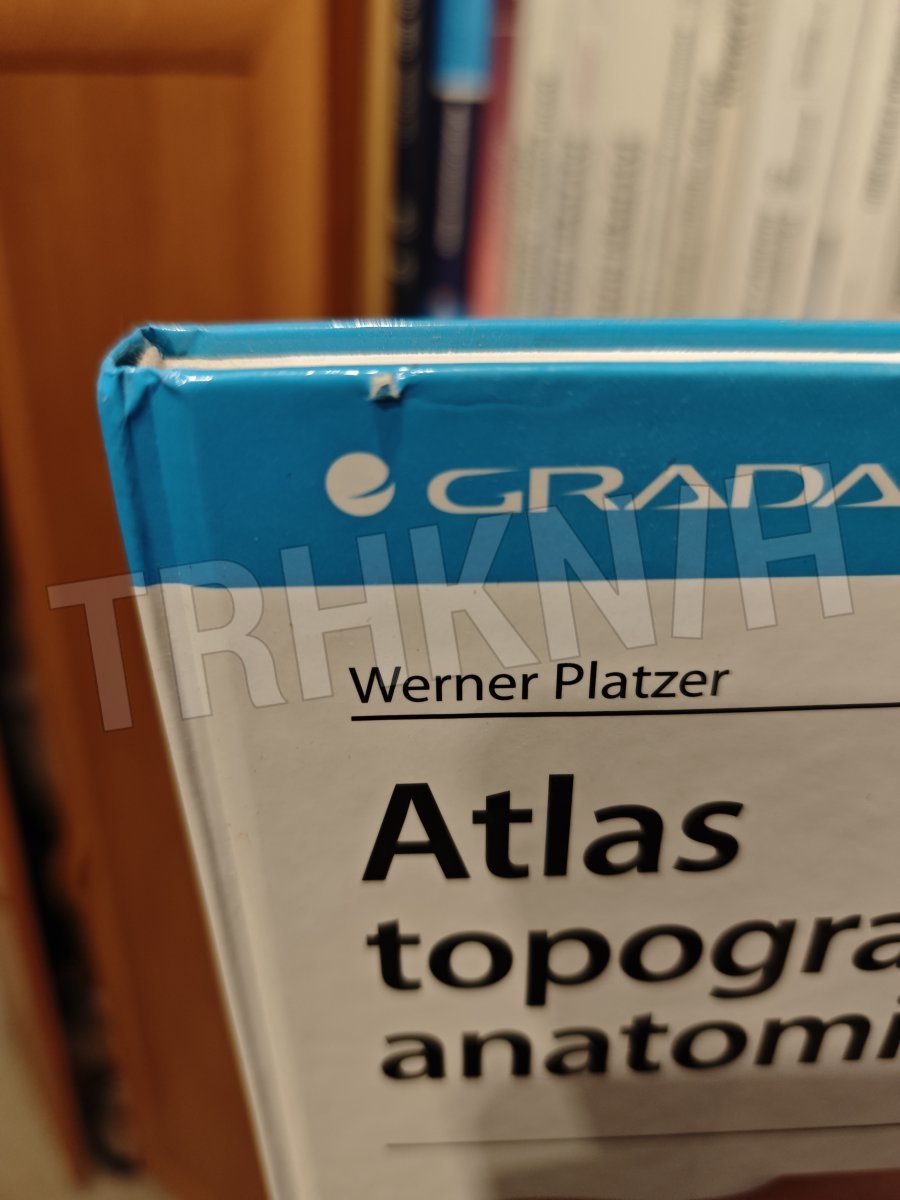 GRADA
TRHKNIH
Werner Platzer
Atlas
topogra
anatomi